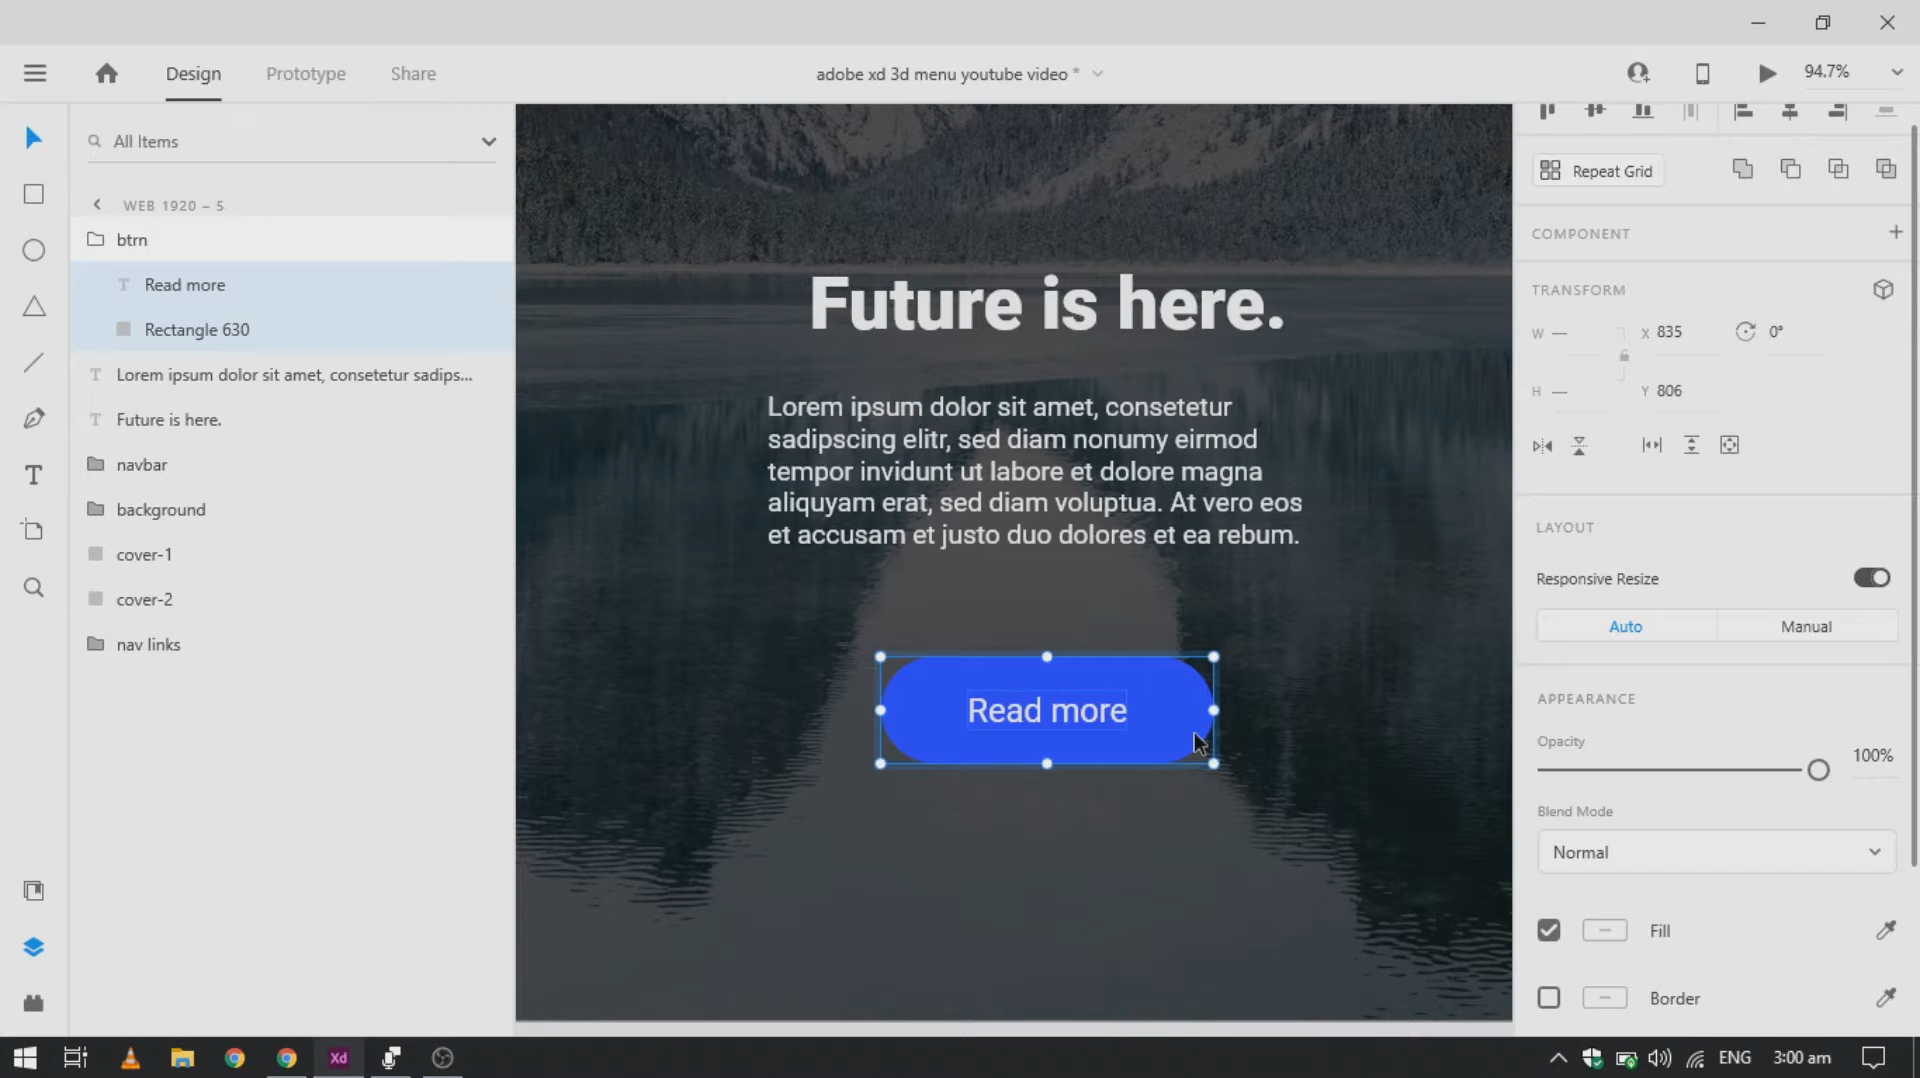 Design
Prototype
Share
adobe xd 3d menu youtube video *
94.7%
All Items
WEB 1920 – 5
btrn
Read more
Rectangle 630
Lorem ipsum dolor sit amet, consetetur sadips...
Future is here.
navbar
background
cover-1
cover-2
nav links
Future is here.
Lorem ipsum dolor sit amet, consetetur
sadipscing elitr, sed diam nonumy eirmod
tempor invidunt ut labore et dolore magna
aliquyam erat, sed diam voluptua. At vero eos
et accusam et justo duo dolores et ea rebum.
Read more
Repeat Grid
COMPONENT
TRANSFORM
W — X 835 0°
H — Y 806
LAYOUT
Responsive Resize
Auto Manual
APPEARANCE
Opacity
100%
Blend Mode
Normal
Fill
Border
Xd
ENG
3:00 am